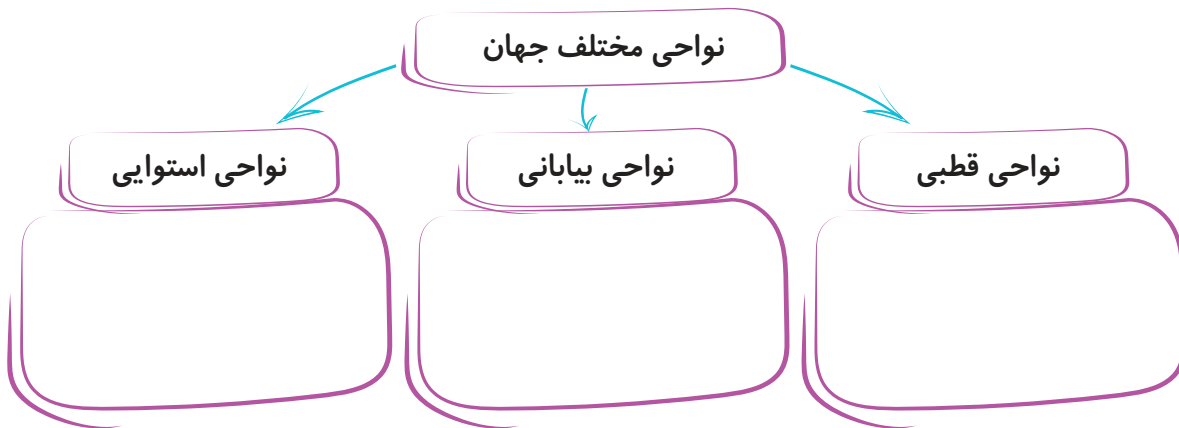 نواحی مختلف جهان
نواحی قطبی
نواحی بیابانی
نواحی استوایی